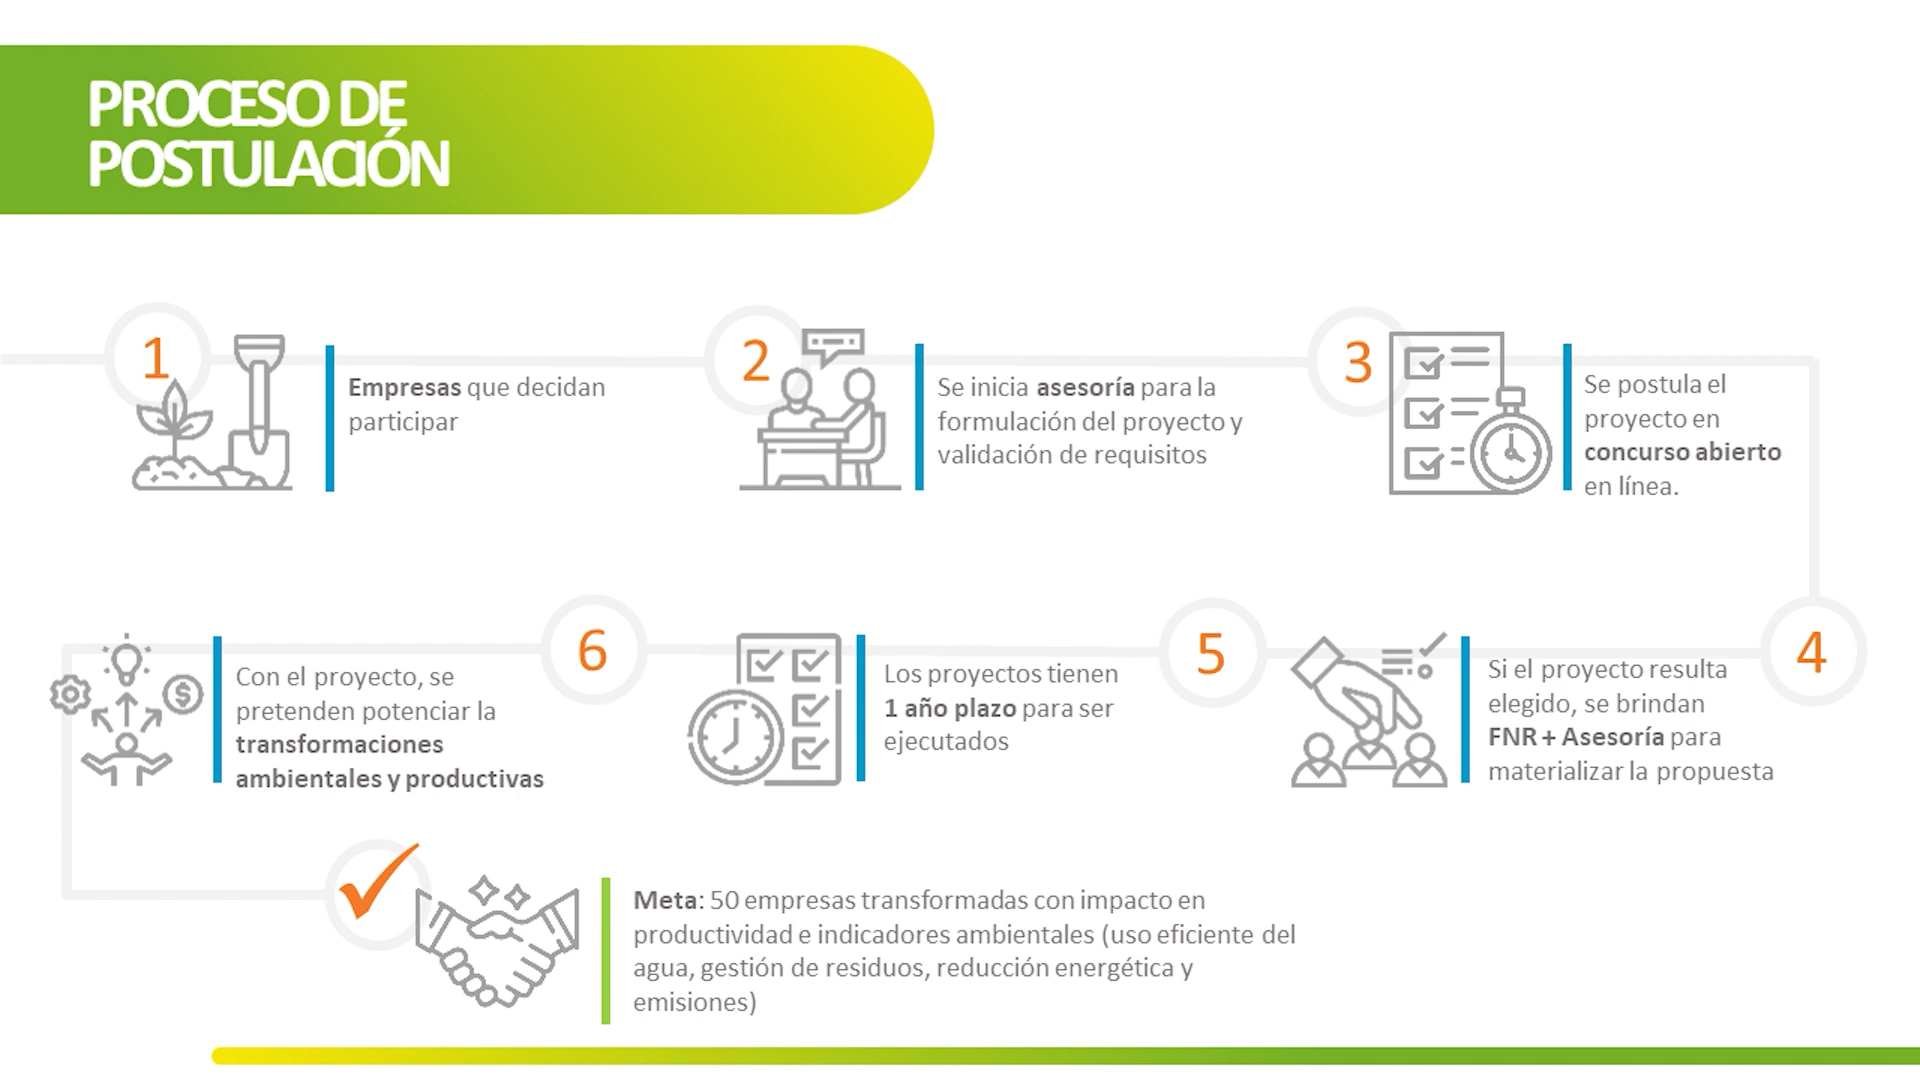 PROCESO DE
POSTULACIÓN
1
Empresas que decidan
participar
2
Se inicia asesoría para la
formulación del proyecto y
validación de requisitos
3
Se postula el
proyecto en
concurso abierto
en línea.
4
Si el proyecto resulta
elegido, se brindan
FNR + Asesoría para
materializar la propuesta
5
Los proyectos tienen
1 año plazo para ser
ejecutados
6
Con el proyecto, se
pretenden potenciar la
transformaciones
ambientales y productivas
$
Meta: 50 empresas transformadas con impacto en
productividad e indicadores ambientales (uso eficiente del
agua, gestión de residuos, reducción energética y
emisiones)